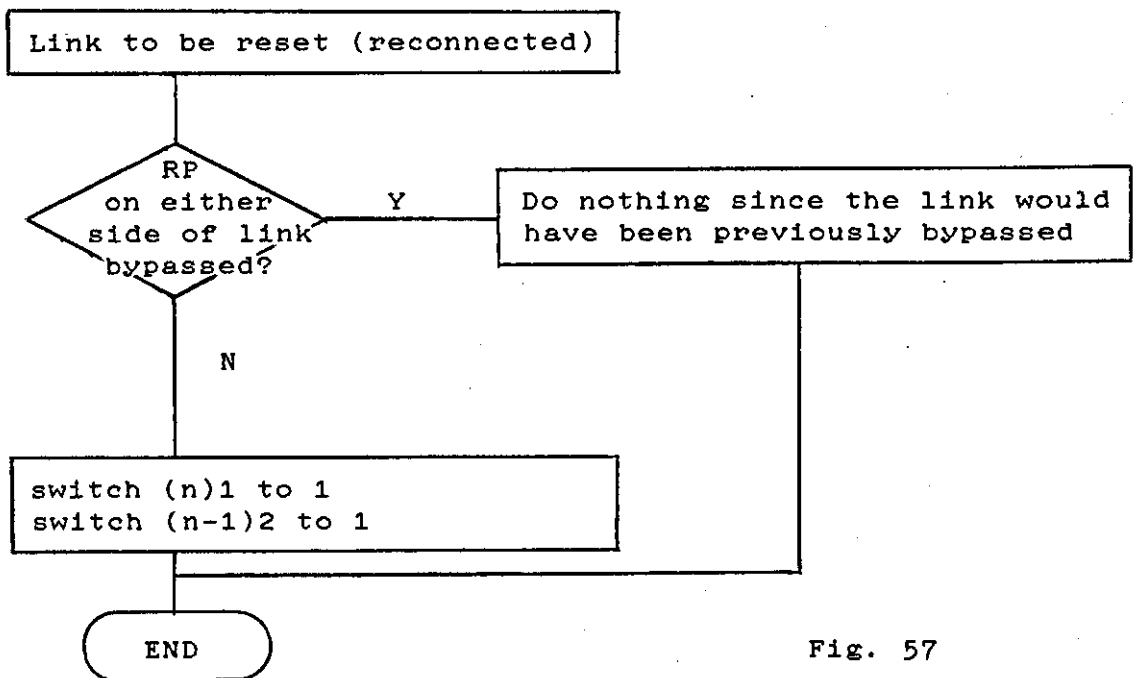 Link to be reset (reconnected)
RP
on either
side of link
bypassed?
Y
Do nothing since the link would
have been previously bypassed
N
switch (n)1 to 1
switch (n-1)2 to 1
END
Fig. 57